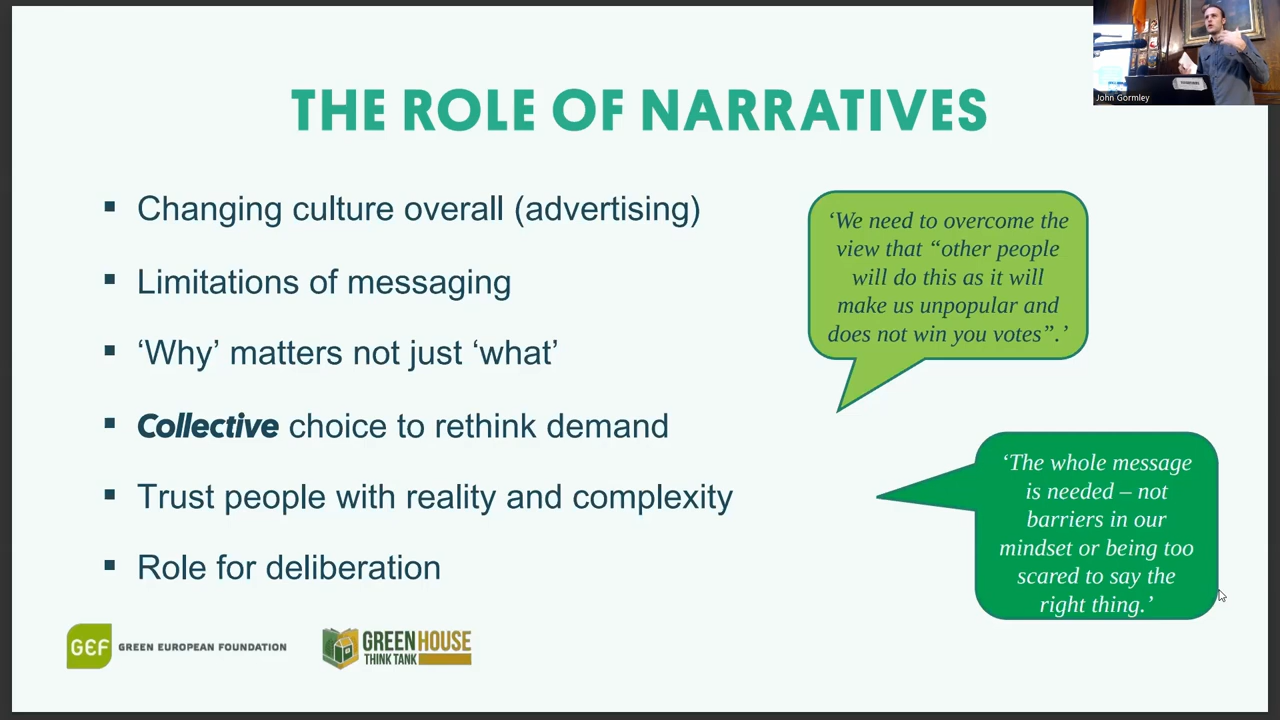 John Gormley
THE ROLE OF NARRATIVES
▪ Changing culture overall (advertising)
▪ Limitations of messaging
▪ ‘Why’ matters not just ‘what’
▪ Collective choice to rethink demand
▪ Trust people with reality and complexity
▪ Role for deliberation
‘We need to overcome the
view that “other people
will do this as it will
make us unpopular and
does not win you votes”.’
‘The whole message
is needed – not
barriers in our
mindset or being too
scared to say the
right thing.’
GEF GREEN EUROPEAN FOUNDATION
GREEN HOUSE
THINK TANK